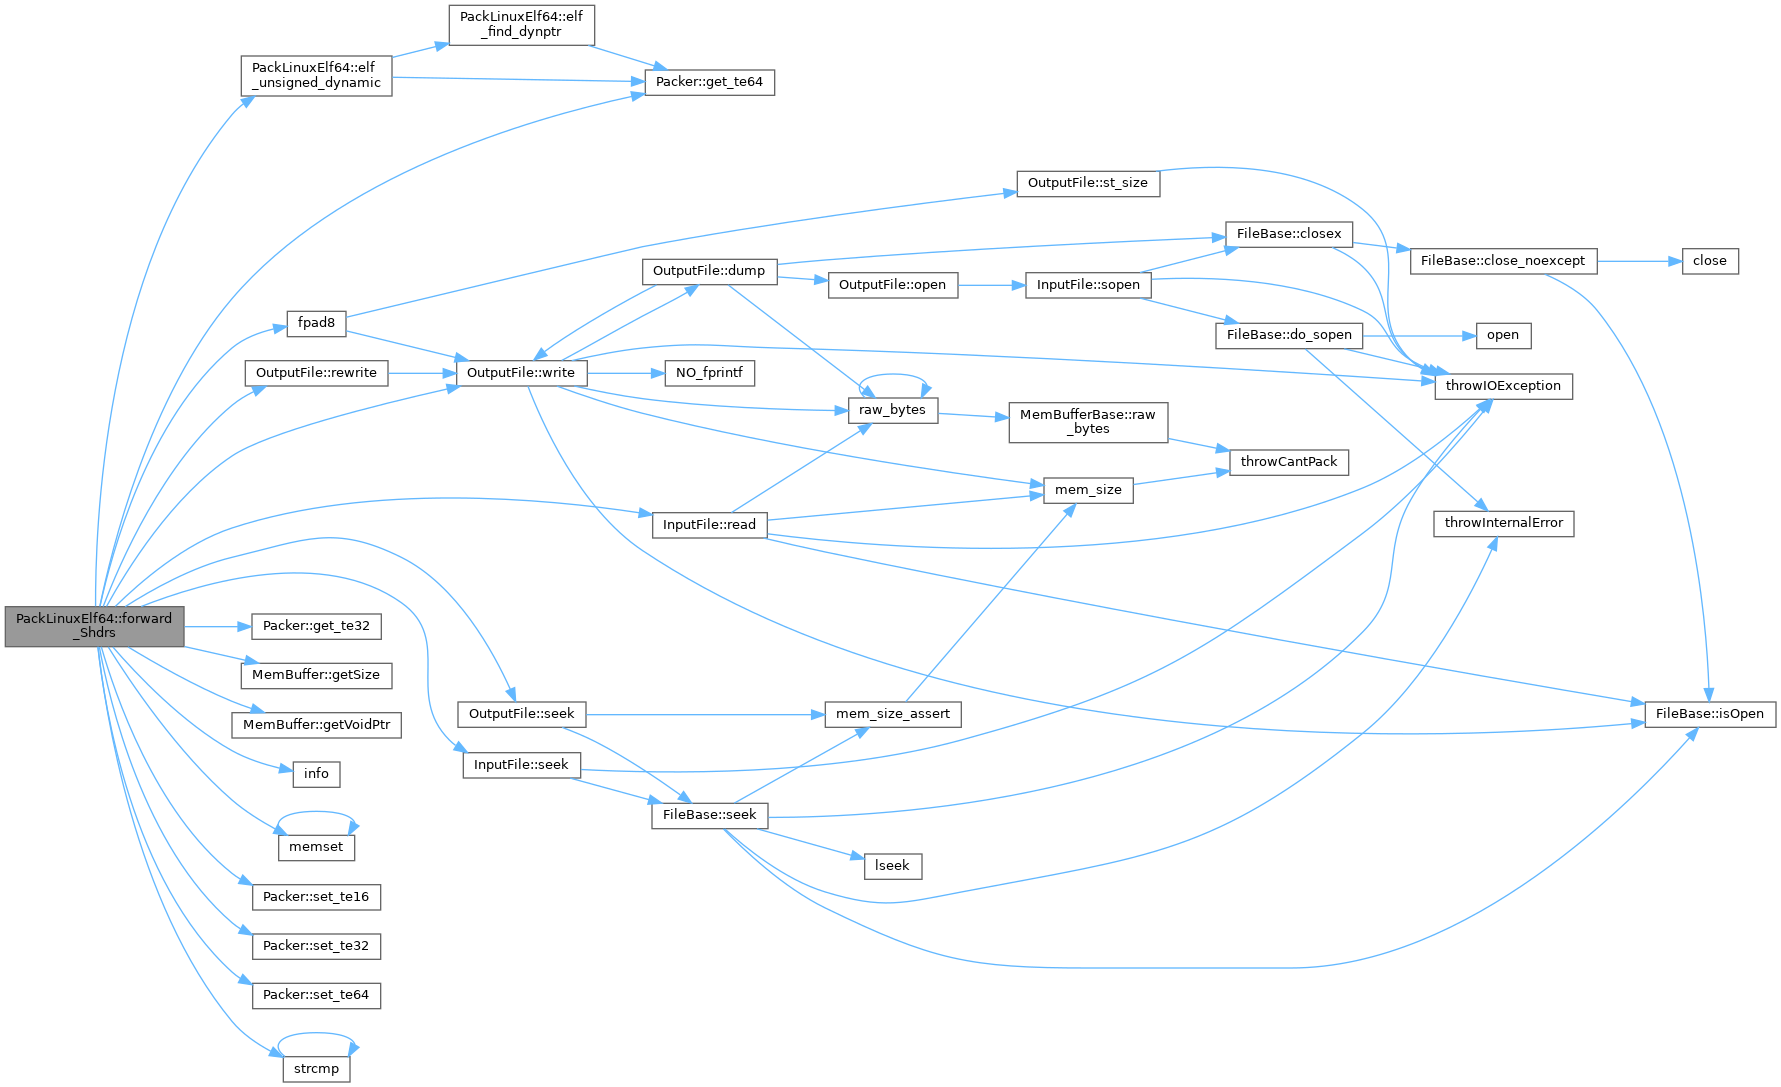 PackLinuxElf64::elf
_find_dynptr
PackLinuxElf64::elf
_unsigned_dynamic
Packer::get_te64
OutputFile::st_size
FileBase::closex
FileBase::close_noexcept
close
OutputFile::dump
OutputFile::open
InputFile::sopen
fpad8
FileBase::do_sopen
open
OutputFile::rewrite
OutputFile::write
NO_fprintf
throwIOException
raw_bytes
MemBufferBase::raw
_bytes
throwCantPack
mem_size
InputFile::read
throwInternalError
PackLinuxElf64::forward
_Shdrs
Packer::get_te32
MemBuffer::getSize
MemBuffer::getVoidPtr
OutputFile::seek
mem_size_assert
FileBase::isOpen
info
InputFile::seek
FileBase::seek
memset
lseek
Packer::set_te16
Packer::set_te32
Packer::set_te64
strcmp